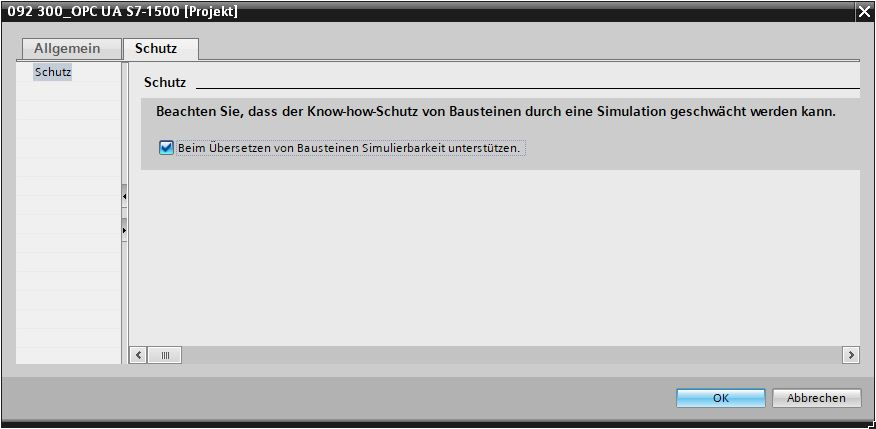 092 300_OPC UA S7-1500 [Projekt]
Allgemein
Schutz
Schutz
Schutz
Beachten Sie, dass der Know-how-Schutz von Bausteinen durch eine Simulation geschwächt werden kann.
Beim Übersetzen von Bausteinen Simulierbarkeit unterstützen.
OK
Abbrechen